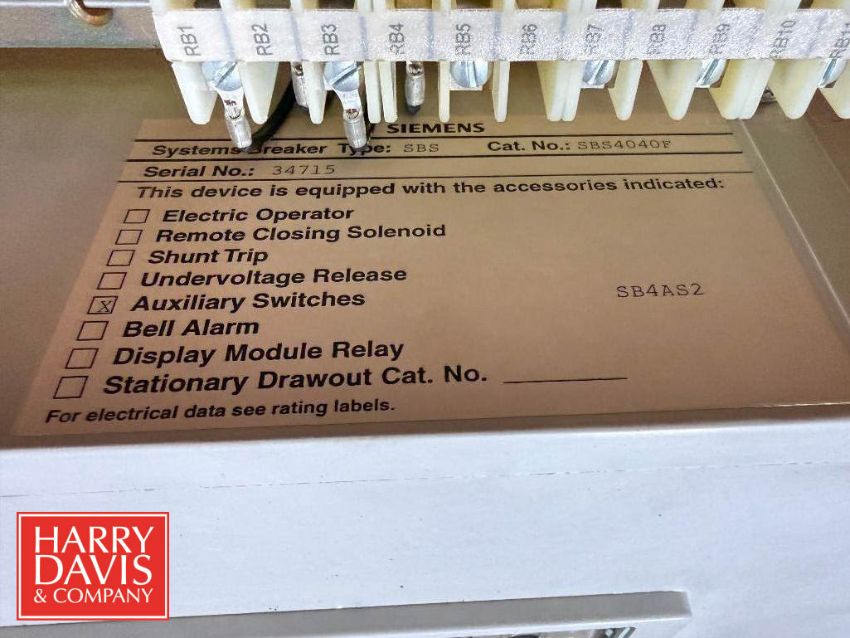 RB1 RB2 RB3 RB4 RB5 RB6 RB7 RB8 RB9 RB10 RB11
SIEMENS
Systems Breaker Type: SBS Cat. No.: SBS4040F
Serial No.: 34715
This device is equipped with the accessories indicated:
Electric Operator
Remote Closing Solenoid
Shunt Trip
Undervoltage Release
X Auxiliary Switches SB4AS2
Bell Alarm
Display Module Relay
Stationary Drawout Cat. No.
For electrical data see rating labels.
HARRY
DAVIS
& COMPANY